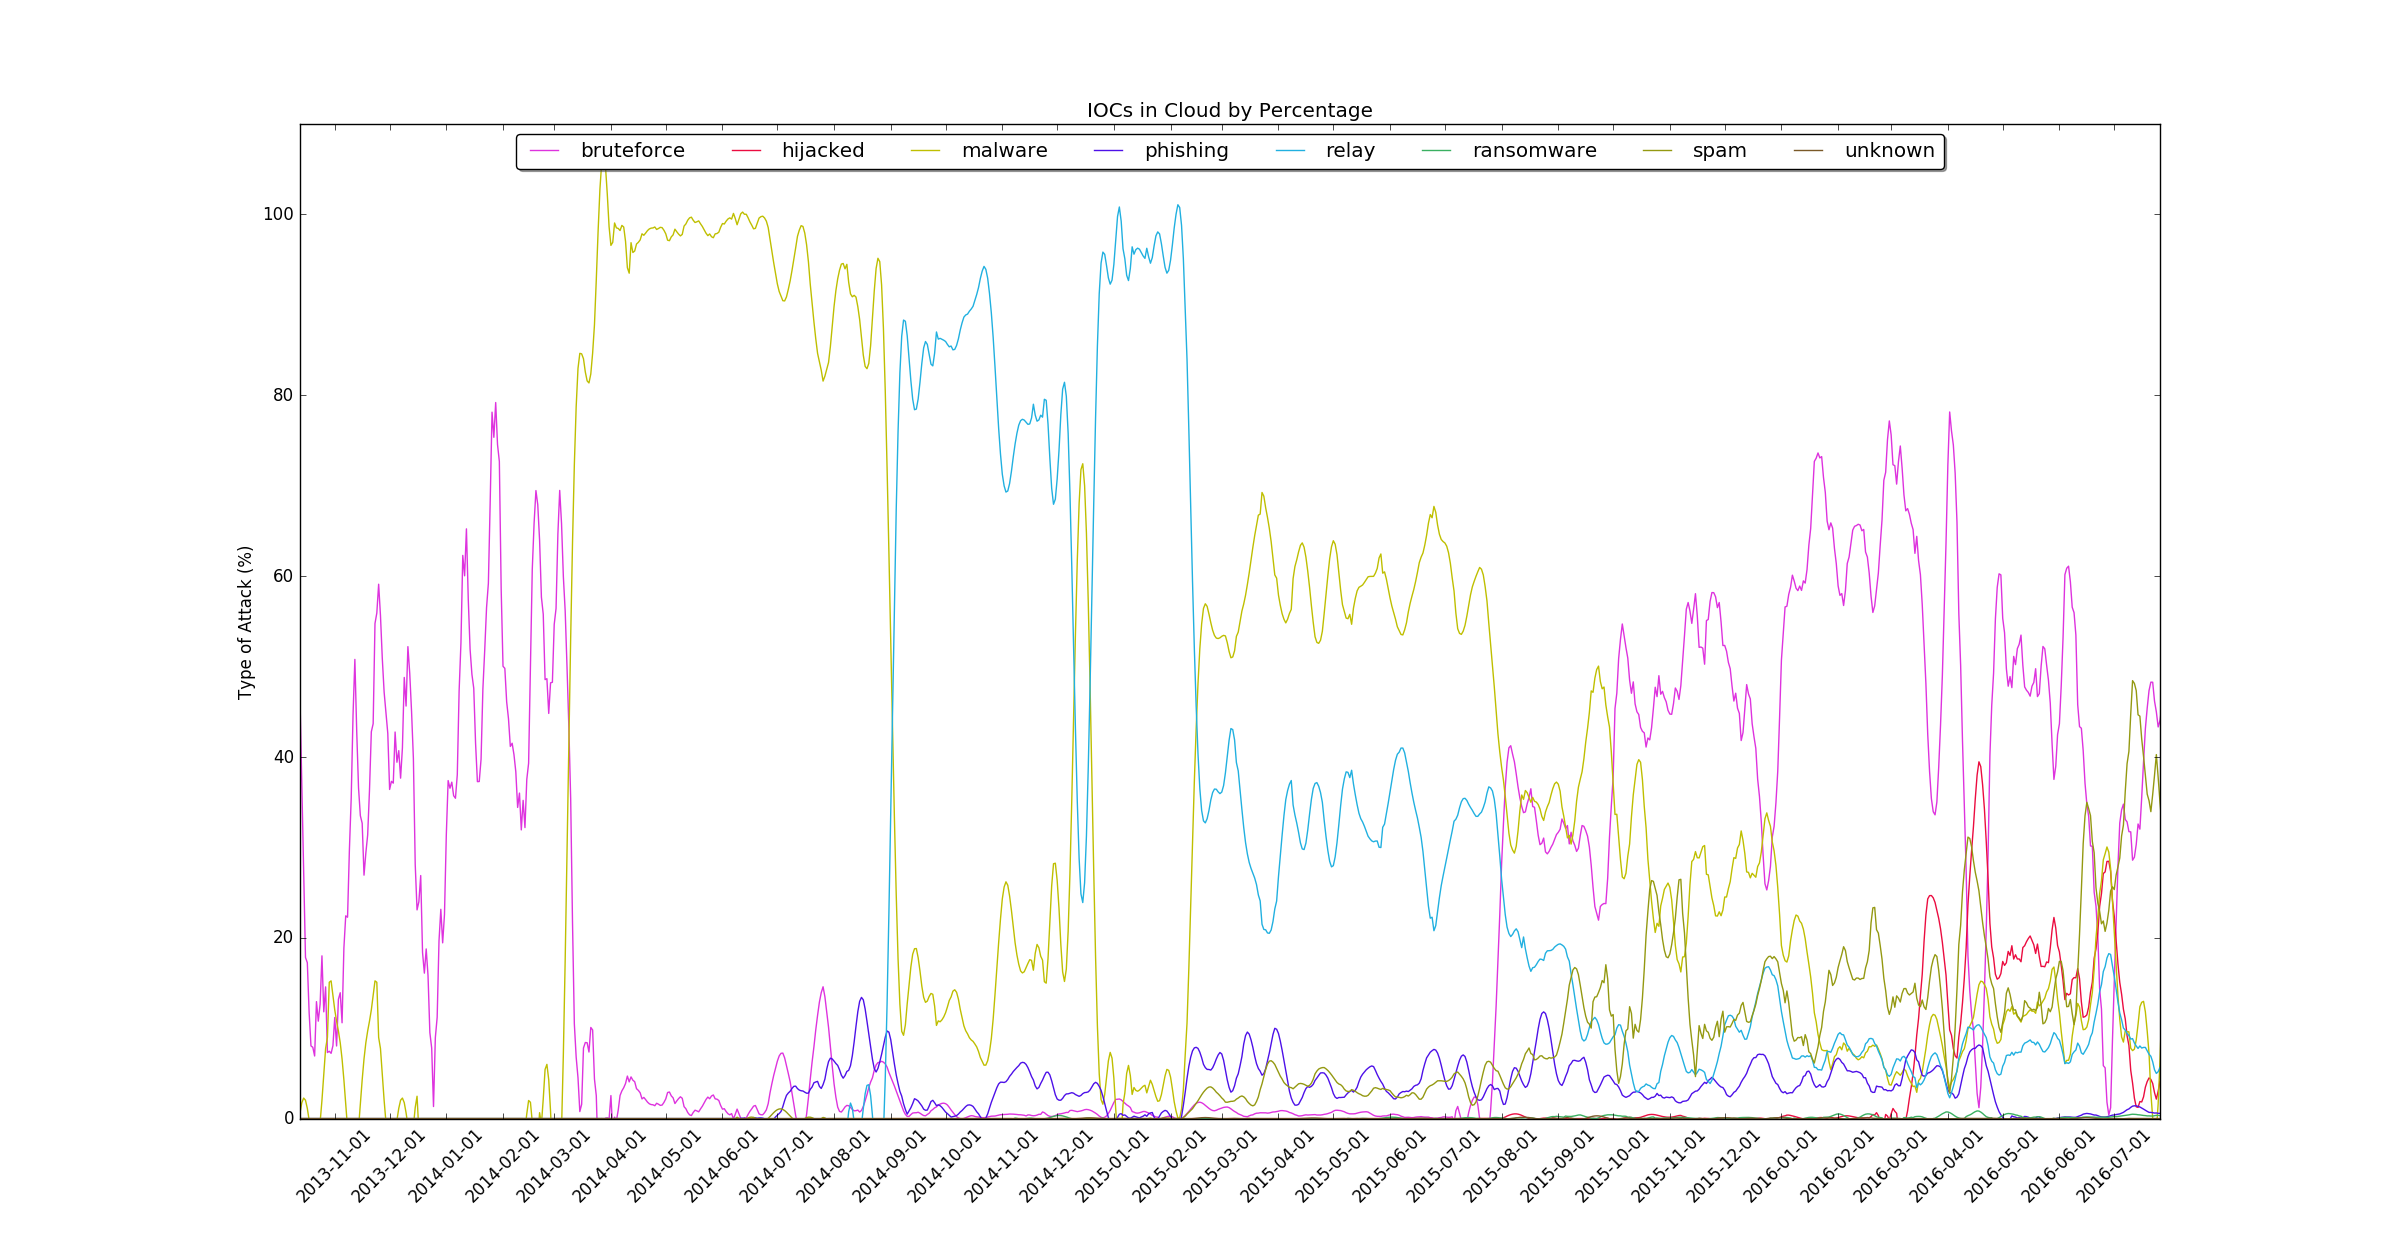 IOCs in Cloud by Percentage
bruteforce hijacked malware phishing relay ransomware spam unknown
Type of Attack (%)
100
80
60
40
20
0
2013-11-01 2013-12-01 2014-01-01 2014-02-01 2014-03-01 2014-04-01 2014-05-01 2014-06-01 2014-07-01 2014-08-01 2014-09-01 2014-10-01 2014-11-01 2014-12-01 2015-01-01 2015-02-01 2015-03-01 2015-04-01 2015-05-01 2015-06-01 2015-07-01 2015-08-01 2015-09-01 2015-10-01 2015-11-01 2015-12-01 2016-01-01 2016-02-01 2016-03-01 2016-04-01 2016-05-01 2016-06-01 2016-07-01